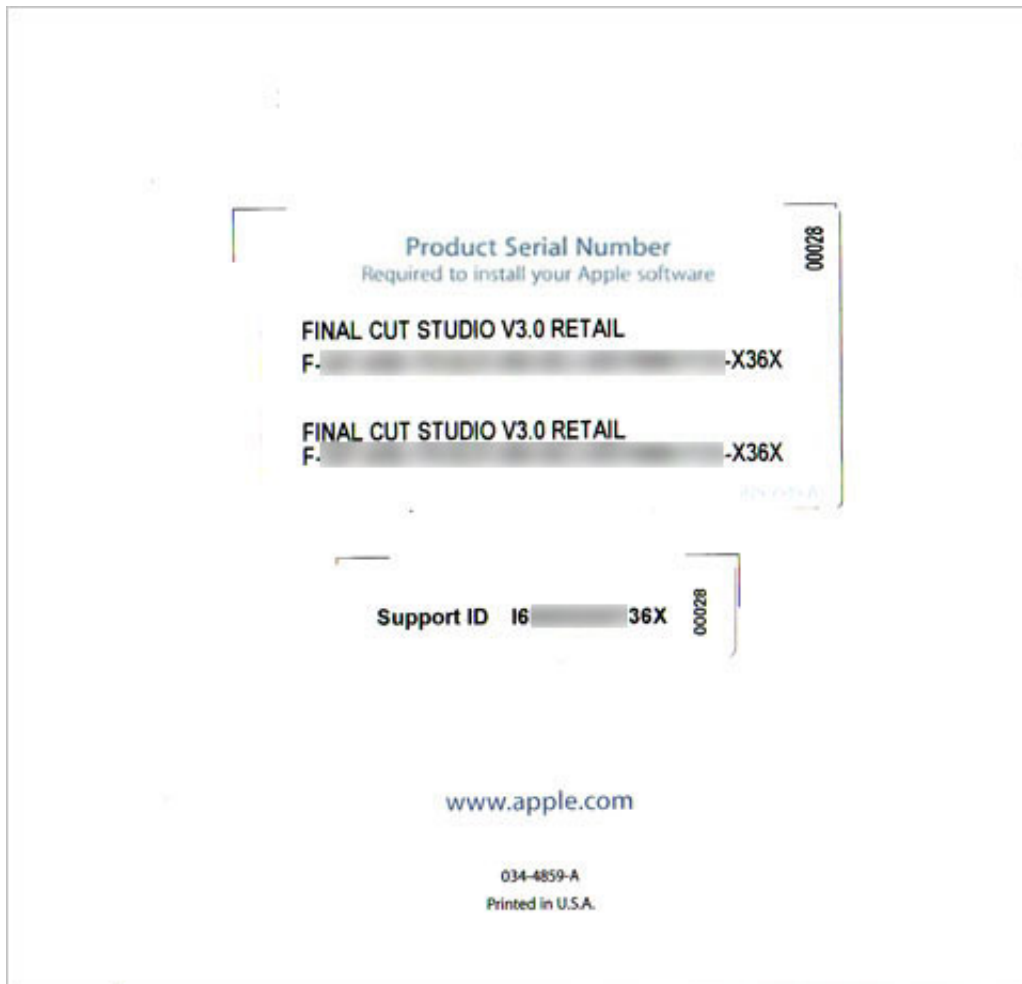 Product Serial Number
00028
Required to install your Apple software
FINAL CUT STUDIO V3.0 RETAIL
F- -X36X
FINAL CUT STUDIO V3.0 RETAIL
F- -X36X
Support ID I6 36X
00028
www.apple.com
034-4859-A
Printed in U.S.A.